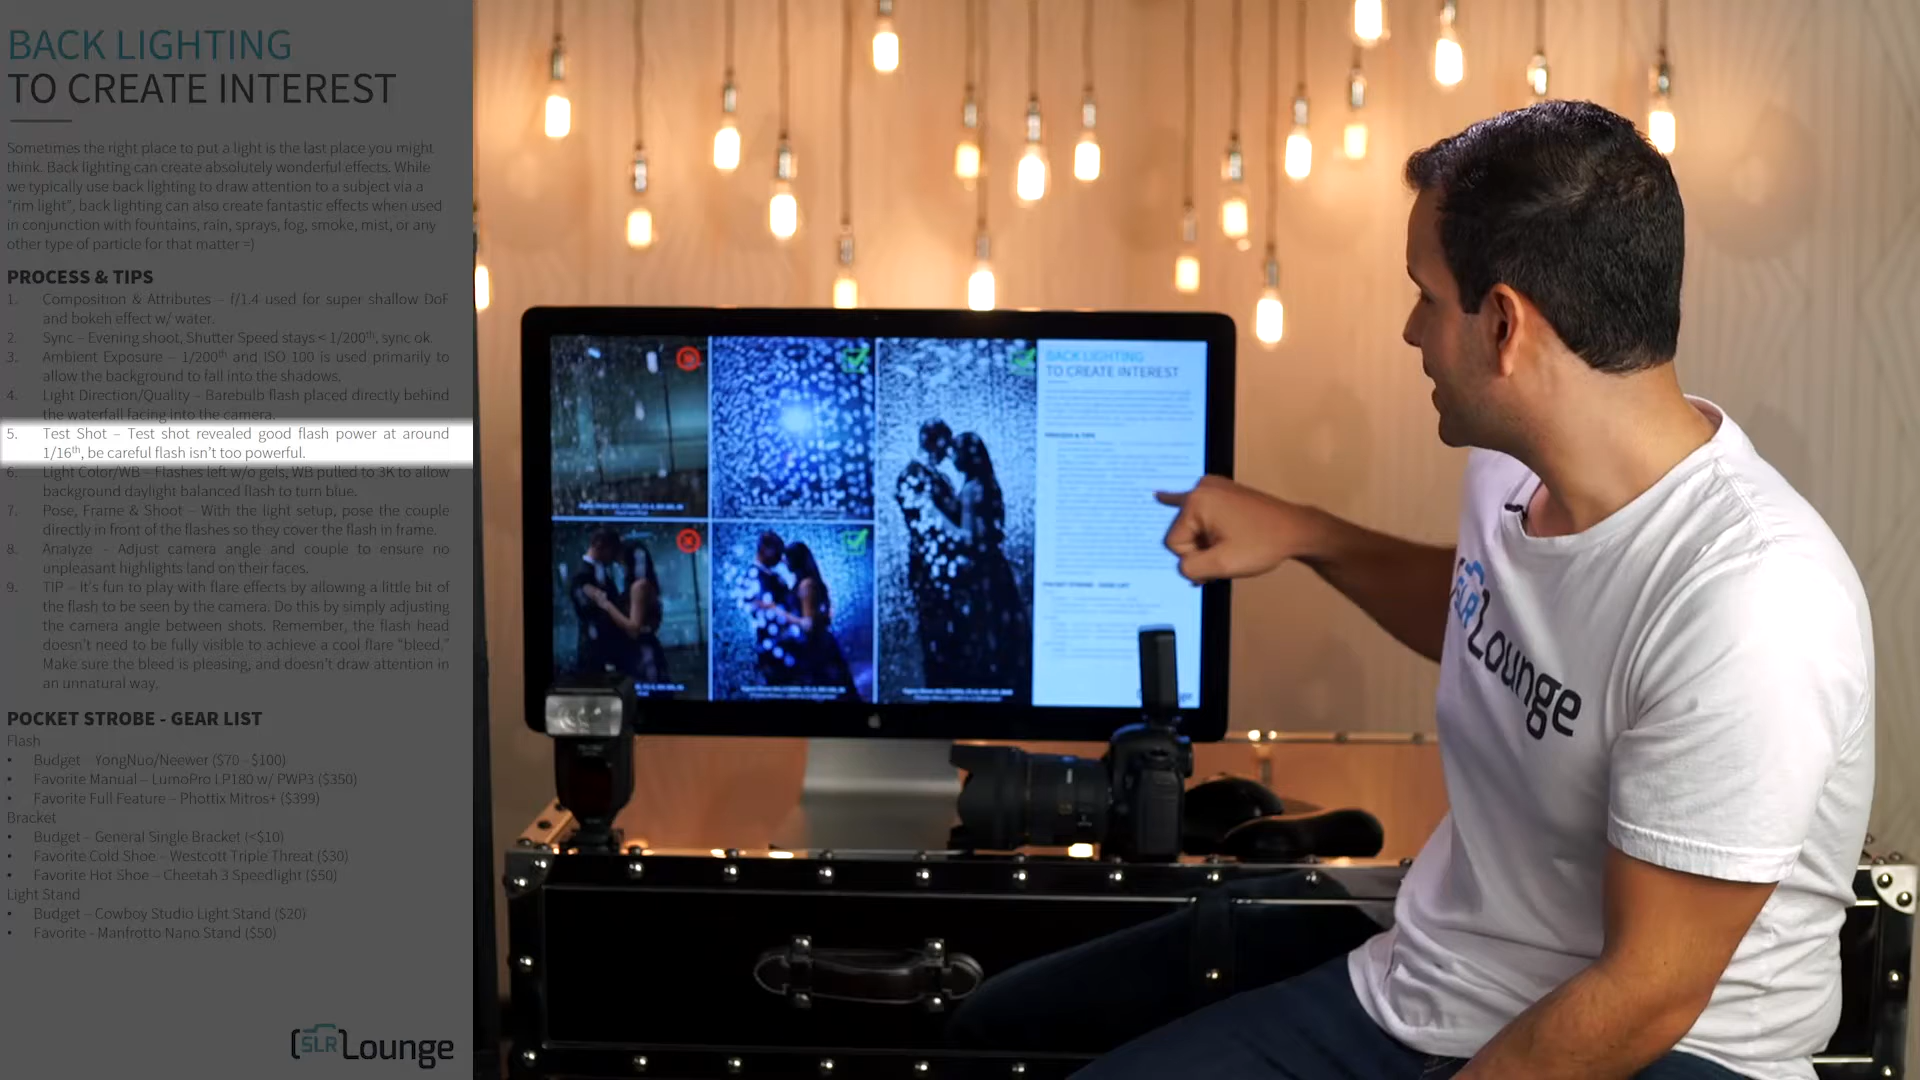 BACK LIGHTING
TO CREATE INTEREST
Sometimes the right place to put a light is the last place you might
think. Back lighting can create absolutely wonderful effects. While
we typically use back lighting to draw attention to a subject via a
"rim light", back lighting can also create fantastic effects when used
in conjunction with fountains, rain, sprays, fog, smoke, mist, or any
other type of particle for that matter =)
PROCESS & TIPS
1. Composition & Attributes – f/1.4 used for super shallow DoF
and bokeh effect w/ water.
2. Sync – Evening shoot, Shutter Speed stays < 1/200th, sync ok.
3. Ambient Exposure – 1/200th and ISO 100 is used primarily to
allow the background to fall into the shadows.
4. Light Direction/Quality – Barebulb flash placed directly behind
the waterfall facing into the camera.
5. Test Shot – Test shot revealed good flash power at around
1/16th, be careful flash isn't too powerful.
6. Light Color/WB – Flashes left w/o gels, WB pulled to 3K to allow
background daylight balanced flash to turn blue.
7. Pose, Frame & Shoot – With the light setup, pose the couple
directly in front of the flashes so they cover the flash in frame.
8. Analyze - Adjust camera angle and couple to ensure no
unpleasant highlights land on their faces.
9. TIP – It's fun to play with flare effects by allowing a little bit of
the flash to be seen by the camera. Do this by simply adjusting
the camera angle between shots. Remember, the flash head
doesn't need to be fully visible to achieve a cool flare "bleed."
Make sure the bleed is pleasing, and doesn't draw attention in
an unnatural way.
POCKET STROBE - GEAR LIST
Flash
• Budget – YongNuo/Neewer ($70 - $100)
• Favorite Manual – LumoPro LP180 w/ PWP3 ($350)
• Favorite Full Feature – Phottix Mitros+ ($399)
Bracket
• Budget – General Single Bracket (<$10)
• Favorite Cold Shoe – Westcott Triple Threat ($30)
• Favorite Hot Shoe – Cheetah 3 Speedlight ($50)
Light Stand
• Budget – Cowboy Studio Light Stand ($20)
• Favorite - Manfrotto Nano Stand ($50)
SLR Lounge
BACK LIGHTING
TO CREATE INTEREST
SLR Lounge